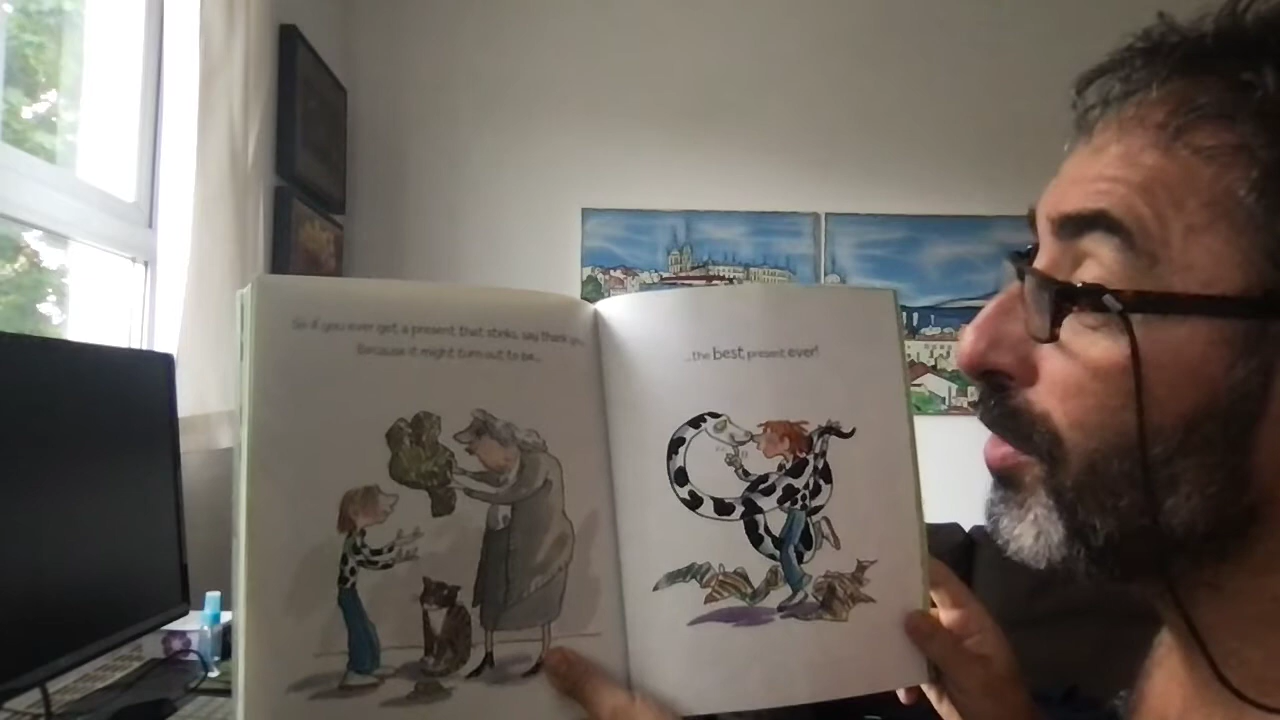 So if you ever get a present that stinks, say thank you.
Because it might turn out to be...
...the best present ever!